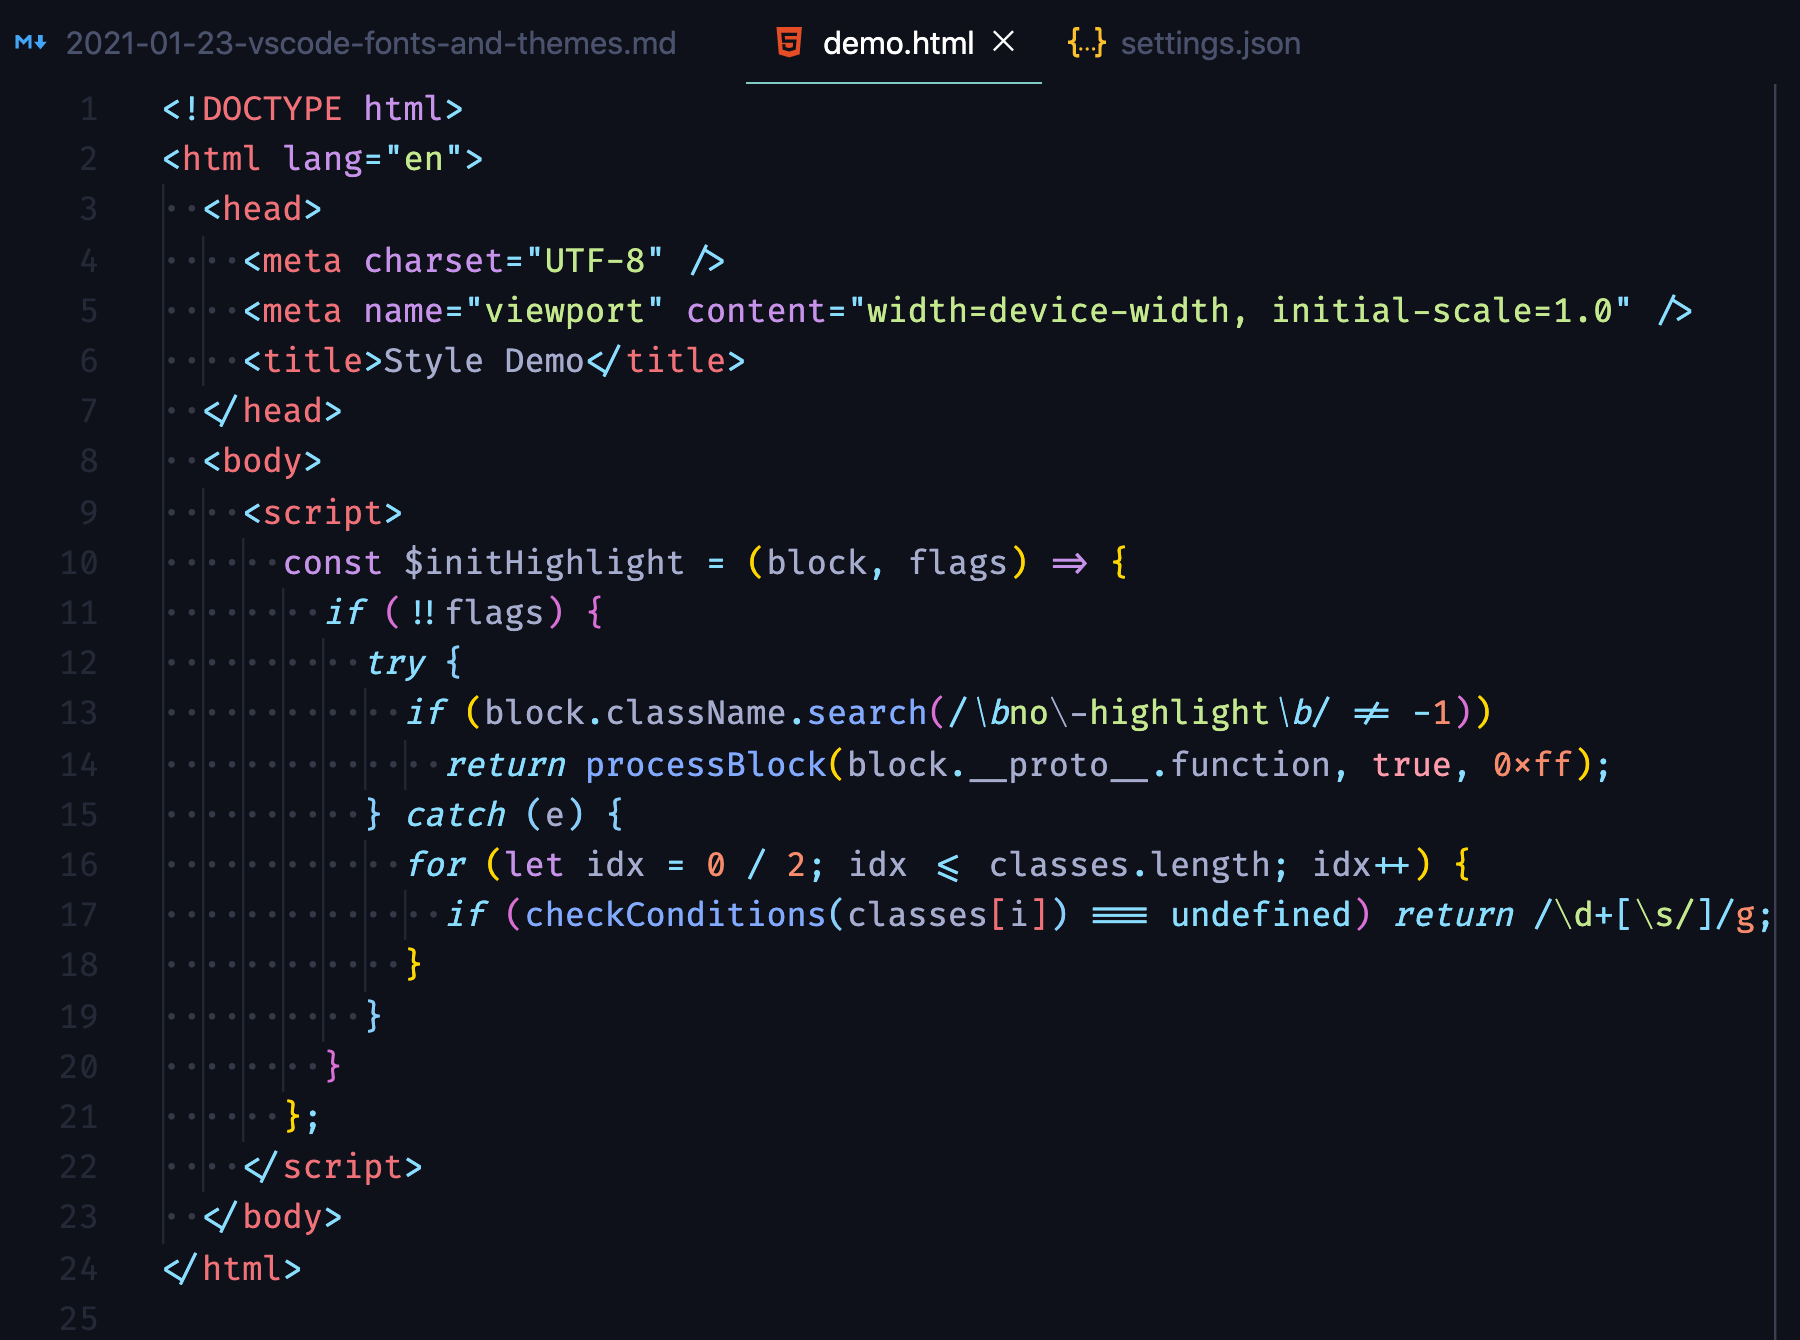 2021-01-23-vscode-fonts-and-themes.md demo.html settings.json
1 <!DOCTYPE html>
2 <html lang="en">
3 <head>
4 <meta charset="UTF-8" />
5 <meta name="viewport" content="width=device-width, initial-scale=1.0" />
6 <title>Style Demo</title>
7 </head>
8 <body>
9 <script>
10 const $initHighlight = (block, flags) => {
11 if (!!flags) {
12 try {
13 if (block.className.search(/\bno\-highlight\b/ != -1))
14 return processBlock(block.__proto__.function, true, 0xff);
15 } catch (e) {
16 for (let idx = 0 / 2; idx <= classes.length; idx++) {
17 if (checkConditions(classes[i]) === undefined) return /\d+[\s/]/g;
18 }
19 }
20 }
21 };
22 </script>
23 </body>
24 </html>
25